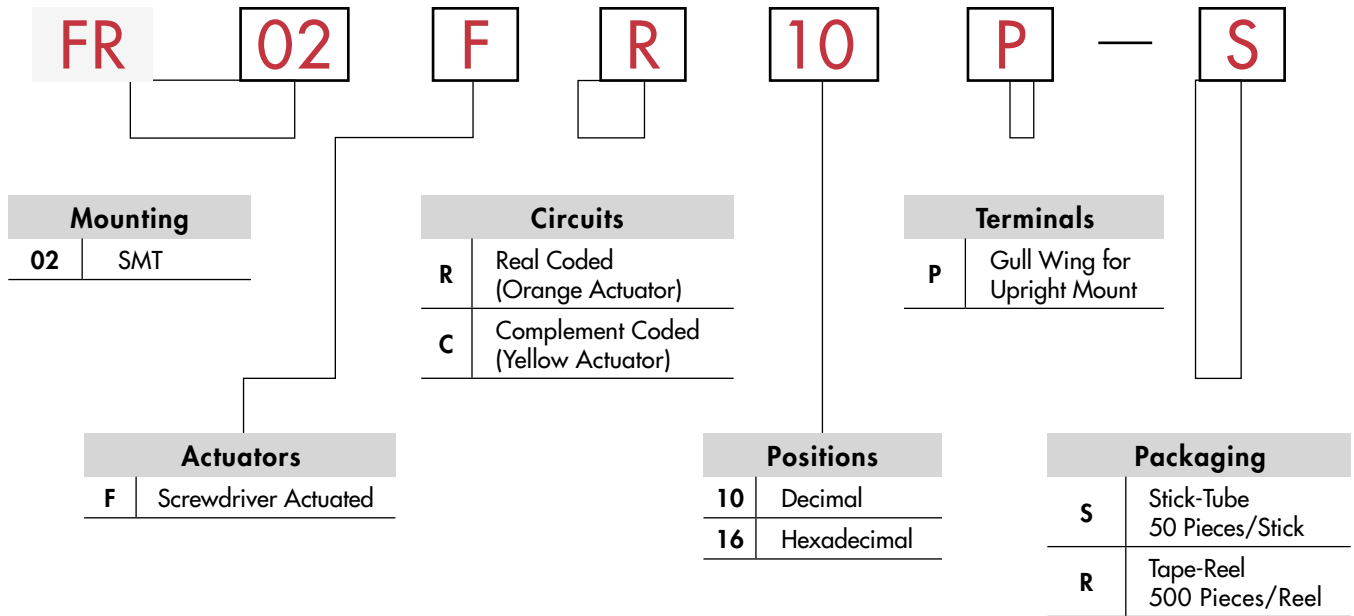 FR 02 F R 10 P — S
Mounting
02 SMT
Circuits
R Real Coded
(Orange Actuator)
C Complement Coded
(Yellow Actuator)
Terminals
P Gull Wing for
Upright Mount
Actuators
F Screwdriver Actuated
Positions
10 Decimal
16 Hexadecimal
Packaging
S Stick-Tube
50 Pieces/Stick
R Tape-Reel
500 Pieces/Reel